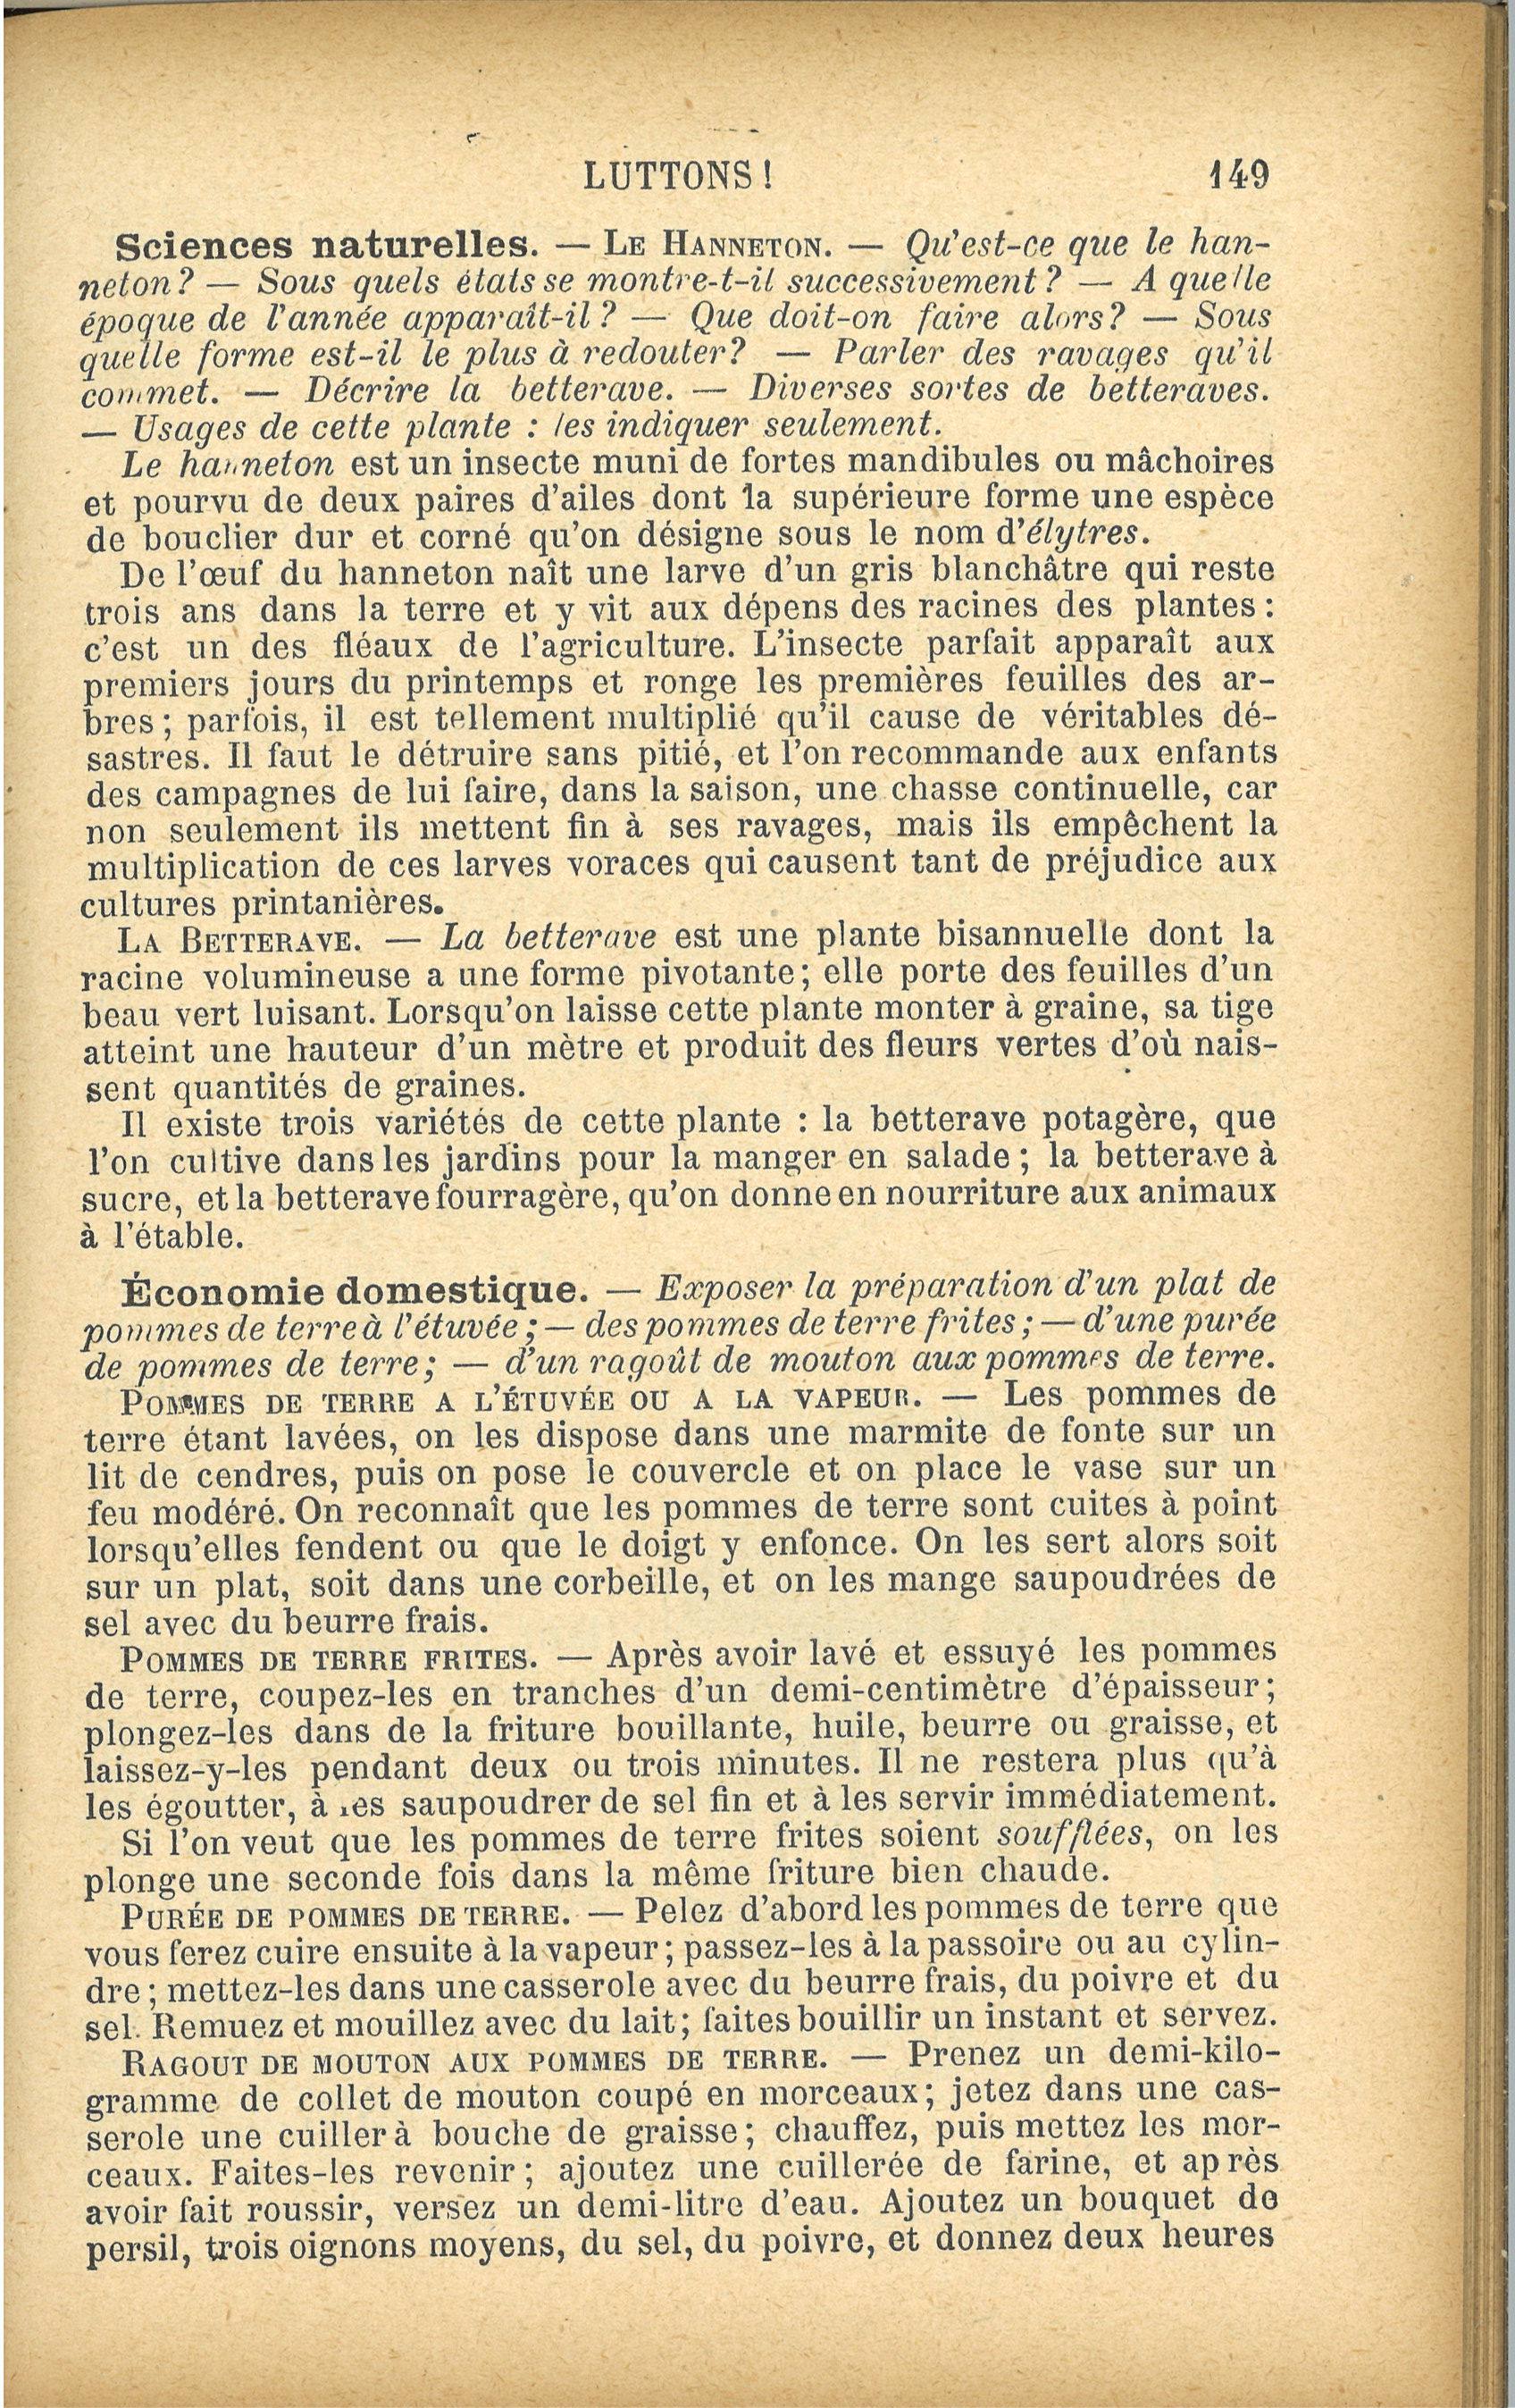 LUTTONS !
149
Sciences naturelles. — LE HANNETON. — Qu'est-ce que le han-
neton? — Sous quels états se montre-t-il successivement? — A quelle
époque de l'année apparaît-il? — Que doit-on faire alors? — Sous
quelle forme est-il le plus à redouter? — Parler des ravages qu'il
commet. — Décrire la betterave. — Diverses sortes de betteraves.
— Usages de cette plante : les indiquer seulement.
Le hanneton est un insecte muni de fortes mandibules ou mâchoires
et pourvu de deux paires d'ailes dont la supérieure forme une espèce
de bouclier dur et corné qu'on désigne sous le nom d'élytres.
De l'œuf du hanneton naît une larve d'un gris blanchâtre qui reste
trois ans dans la terre et y vit aux dépens des racines des plantes :
c'est un des fléaux de l'agriculture. L'insecte parfait apparaît aux
premiers jours du printemps et ronge les premières feuilles des ar-
bres ; parfois, il est tellement multiplié qu'il cause de véritables dé-
sastres. Il faut le détruire sans pitié, et l'on recommande aux enfants
des campagnes de lui faire, dans la saison, une chasse continuelle, car
non seulement ils mettent fin à ses ravages, mais ils empêchent la
multiplication de ces larves voraces qui causent tant de préjudice aux
cultures printanières.
LA BETTERAVE. — La betterave est une plante bisannuelle dont la
racine volumineuse a une forme pivotante; elle porte des feuilles d'un
beau vert luisant. Lorsqu'on laisse cette plante monter à graine, sa tige
atteint une hauteur d'un mètre et produit des fleurs vertes d'où nais-
sent quantités de graines.
Il existe trois variétés de cette plante : la betterave potagère, que
l'on cultive dans les jardins pour la manger en salade ; la betterave à
sucre, et la betterave fourragère, qu'on donne en nourriture aux animaux
à l'étable.
Économie domestique. — Exposer la préparation d'un plat de
pommes de terre à l'étuvée ; — des pommes de terre frites ; — d'une purée
de pommes de terre; — d'un ragoût de mouton aux pommes de terre.
POMMES DE TERRE A L'ÉTUVÉE OU A LA VAPEUR. — Les pommes de
terre étant lavées, on les dispose dans une marmite de fonte sur un
lit de cendres, puis on pose le couvercle et on place le vase sur un
feu modéré. On reconnaît que les pommes de terre sont cuites à point
lorsqu'elles fendent ou que le doigt y enfonce. On les sert alors soit
sur un plat, soit dans une corbeille, et on les mange saupoudrées de
sel avec du beurre frais.
POMMES DE TERRE FRITES. — Après avoir lavé et essuyé les pommes
de terre, coupez-les en tranches d'un demi-centimètre d'épaisseur;
plongez-les dans de la friture bouillante, huile, beurre ou graisse, et
laissez-y-les pendant deux ou trois minutes. Il ne restera plus qu'à
les égoutter, à les saupoudrer de sel fin et à les servir immédiatement.
Si l'on veut que les pommes de terre frites soient soufflées, on les
plonge une seconde fois dans la même friture bien chaude.
PURÉE DE POMMES DE TERRE. — Pelez d'abord les pommes de terre que
vous ferez cuire ensuite à la vapeur ; passez-les à la passoire ou au cylin-
dre ; mettez-les dans une casserole avec du beurre frais, du poivre et du
sel. Remuez et mouillez avec du lait; faites bouillir un instant et servez.
RAGOUT DE MOUTON AUX POMMES DE TERRE. — Prenez un demi-kilo-
gramme de collet de mouton coupé en morceaux; jetez dans une cas-
serole une cuiller à bouche de graisse; chauffez, puis mettez les mor-
ceaux. Faites-les revenir; ajoutez une cuillerée de farine, et après
avoir fait roussir, versez un demi-litre d'eau. Ajoutez un bouquet de
persil, trois oignons moyens, du sel, du poivre, et donnez deux heures